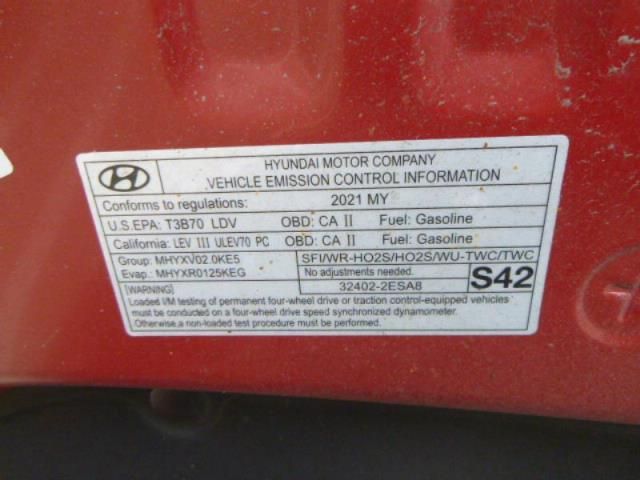 HYUNDAI MOTOR COMPANY
VEHICLE EMISSION CONTROL INFORMATION
Conforms to regulations: 2021 MY
U.S.EPA: T3B70 LDV OBD: CA II Fuel: Gasoline
California: LEV III ULEV70 PC OBD: CA II Fuel: Gasoline
Group: MHYXV02.0KE5 SFI/WR-HO2S/HO2S/WU-TWC/TWC
Evap.: MHYXR0125KEG No adjustments needed. S42
[WARNING] 32402-2ESA8
Loaded I/M testing of permanent four-wheel drive or traction control-equipped vehicles
must be conducted on a four-wheel drive speed synchronized dynamometer.
Otherwise,a non-loaded test procedure must be performed.